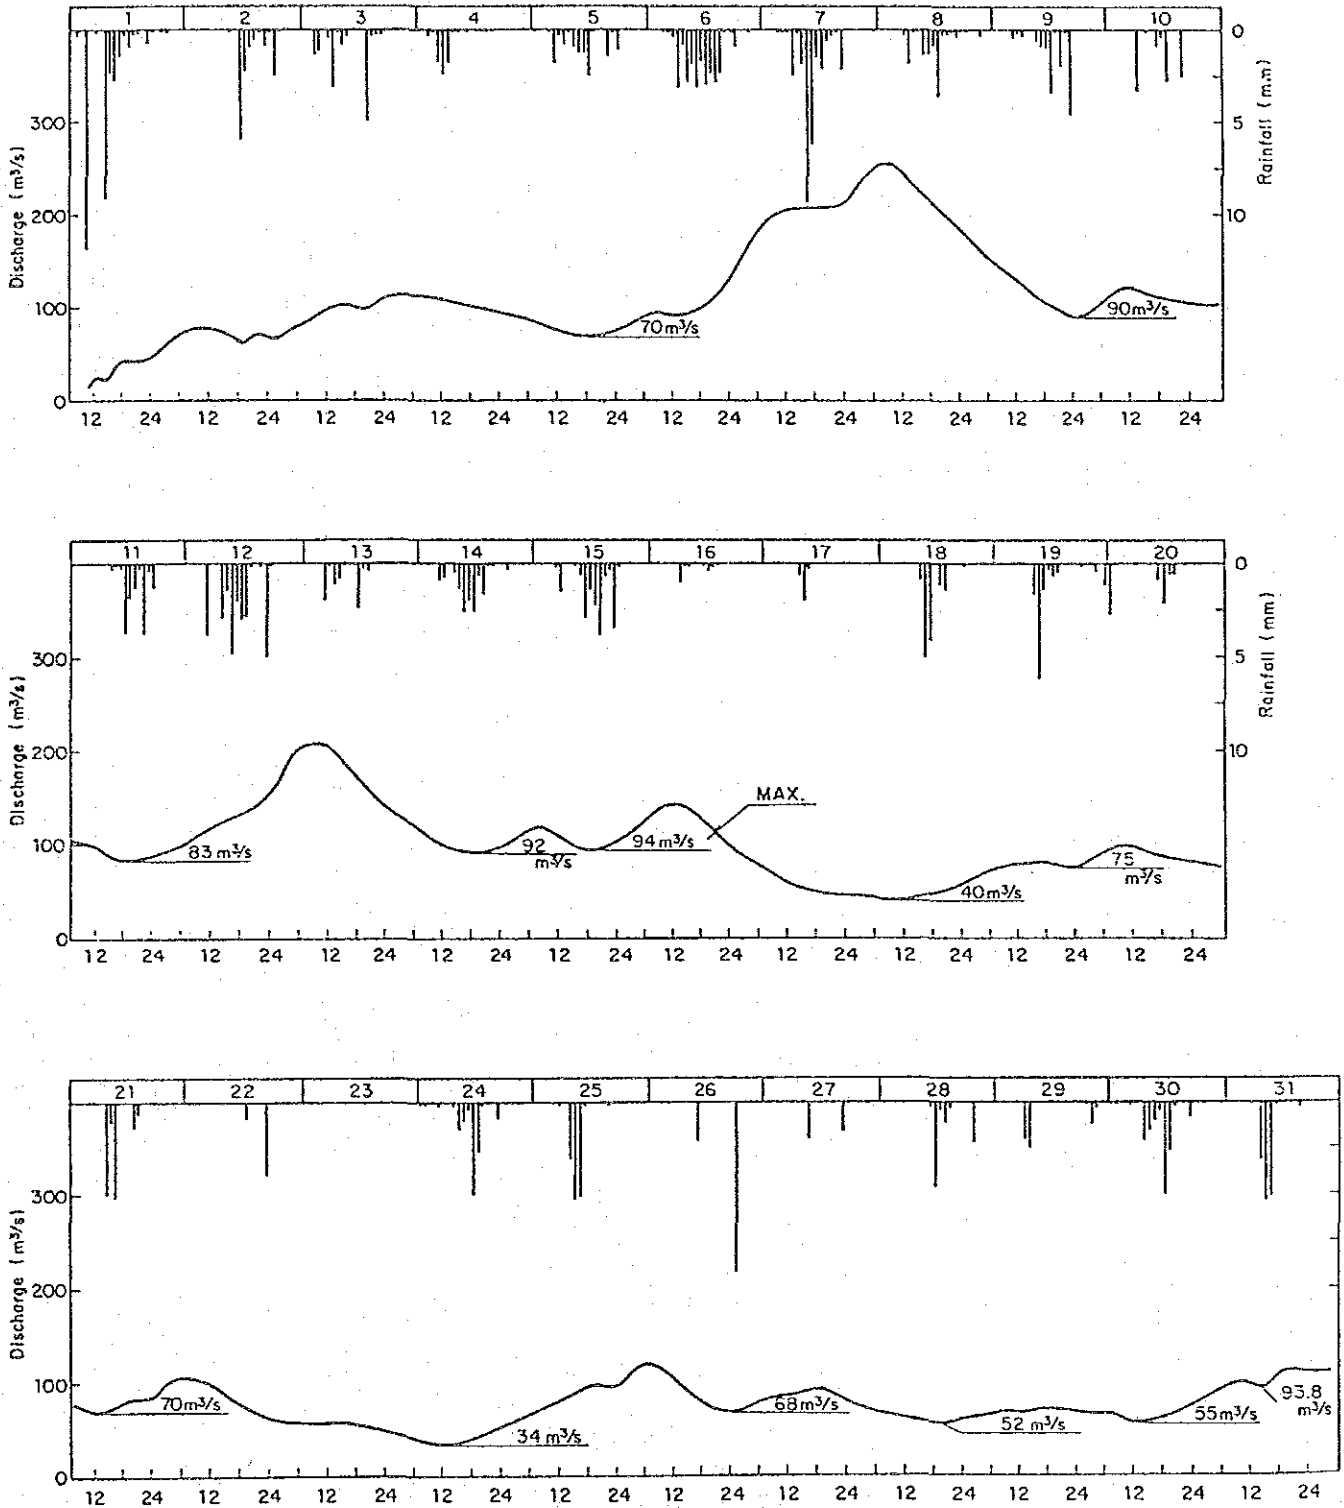 1 2 3 4 5 6 7 8 9 10
0
5
10
Rainfall (m.m)
300
200
100
0
Discharge (m³/s)
70m³/s
90m³/s
12 24 12 24 12 24 12 24 12 24 12 24 12 24 12 24 12 24 12 24
11 12 13 14 15 16 17 18 19 20
0
5
10
Rainfall (mm)
300
200
100
0
Discharge (m³/s)
MAX.
83 m³/s
92
m³/s
94 m³/s
40 m³/s
75
m³/s
12 24 12 24 12 24 12 24 12 24 12 24 12 24 12 24 12 24 12 24
21 22 23 24 25 26 27 28 29 30 31
300
200
100
0
Discharge (m³/s)
70m³/s
34 m³/s
68m³/s
52 m³/s
55m³/s
93.8
m³/s
12 24 12 24 12 24 12 24 12 24 12 24 12 24 12 24 12 24 12 24 12 24